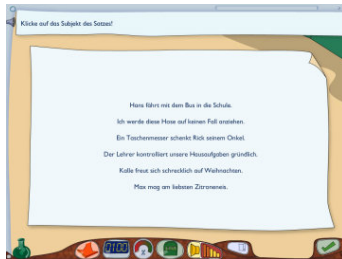 Klicke auf das Subjekt des Satzes!
Hans fährt mit dem Bus in die Schule.
Ich werde diese Hose auf keinen Fall anziehen.
Ein Taschenmesser schenkt Rick seinem Onkel.
Der Lehrer kontrolliert unsere Hausaufgaben gründlich.
Kalle freut sich schrecklich auf Weihnachten.
Max mag am liebsten Zitroneneis.
01:00